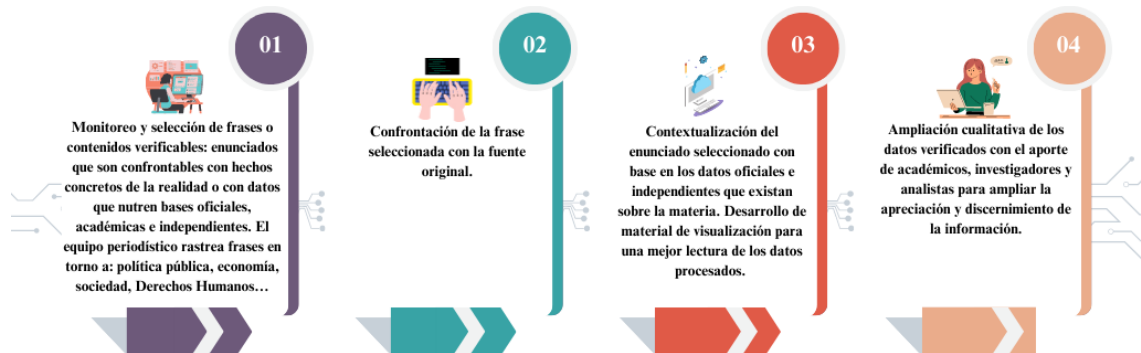 01
Monitoreo y selección de frases o
contenidos verificables: enunciados
que son confrontables con hechos
concretos de la realidad o con datos
que nutren bases oficiales,
académicas e independientes. El
equipo periodístico rastrea frases en
torno a: política pública, economía,
sociedad, Derechos Humanos…
02
Confrontación de la frase
seleccionada con la fuente
original.
03
Contextualización del
enunciado seleccionado con
base en los datos oficiales e
independientes que existan
sobre la materia. Desarrollo de
material de visualización para
una mejor lectura de los datos
procesados.
04
Ampliación cualitativa de los
datos verificados con el aporte
de académicos, investigadores y
analistas para ampliar la
apreciación y discernimiento de
la información.